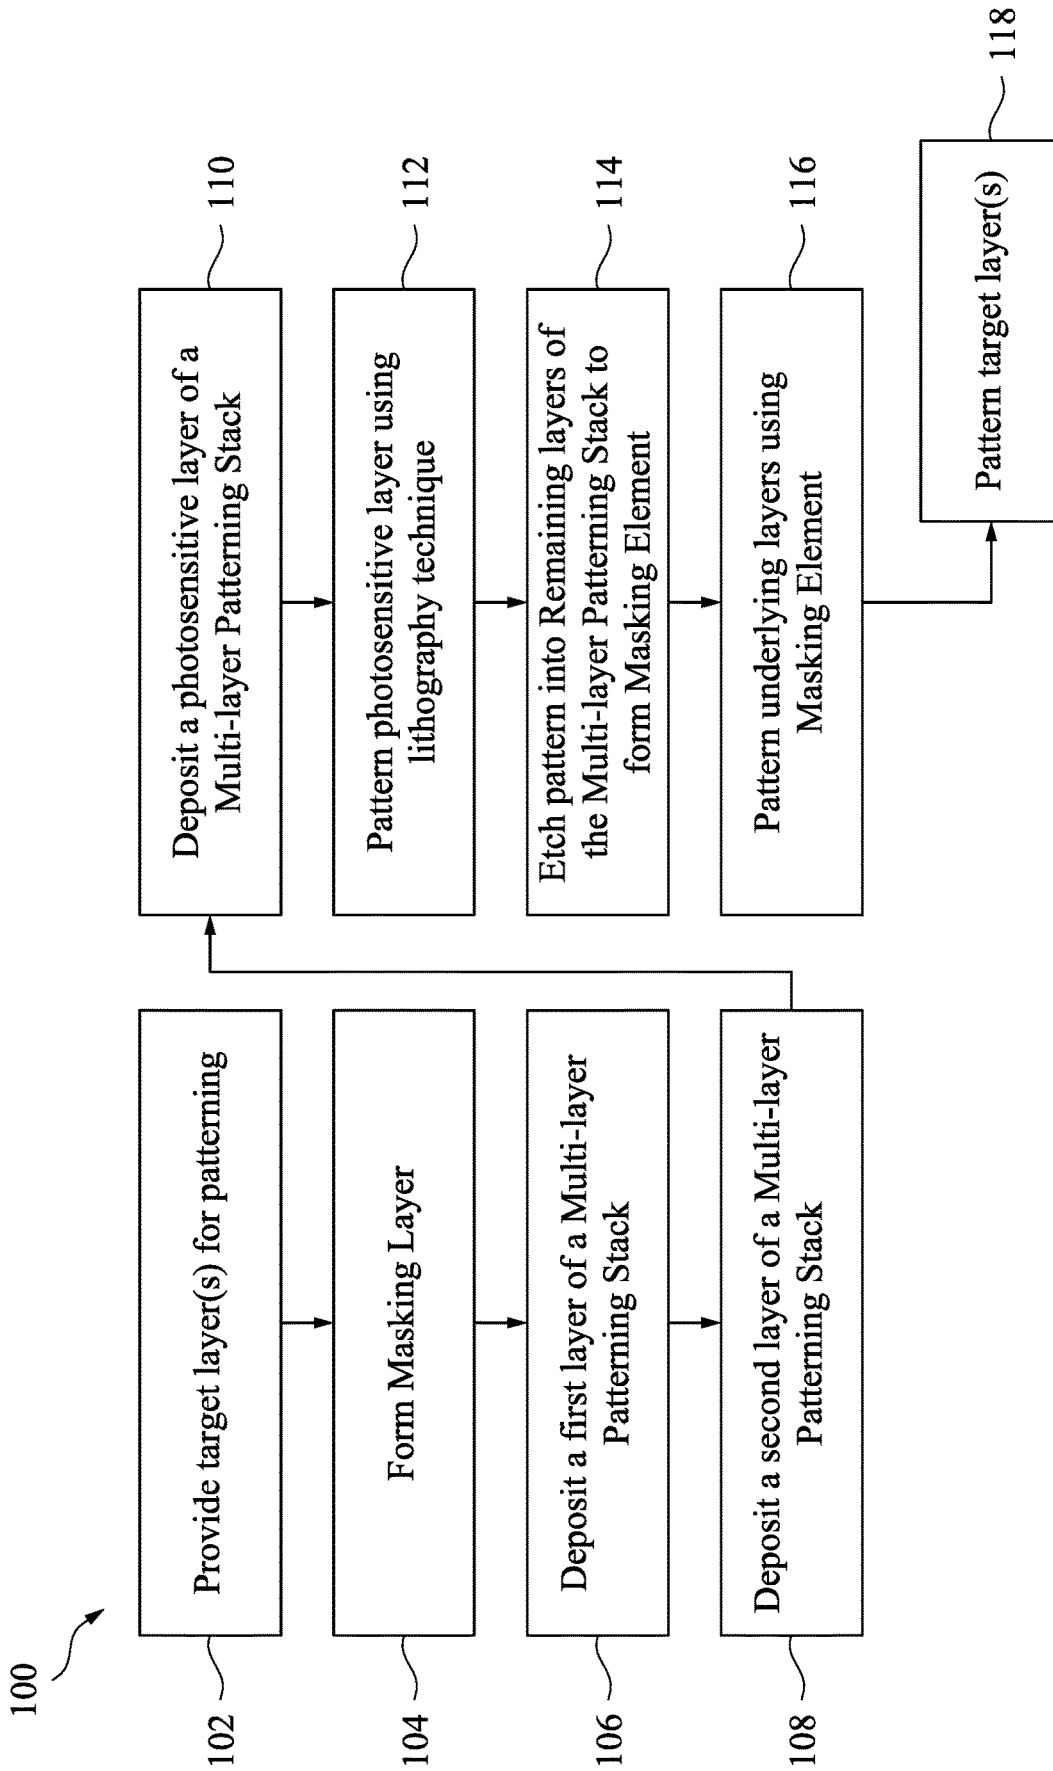 100
102
Provide target layer(s) for patterning
104
Form Masking Layer
106
Deposit a first layer of a Multi-layer
Patterning Stack
108
Deposit a second layer of a Multi-layer
Patterning Stack
110
Deposit a photosensitive layer of a
Multi-layer Patterning Stack
112
Pattern photosensitive layer using
lithography technique
114
Etch pattern into Remaining layers of
the Multi-layer Patterning Stack to
form Masking Element
116
Pattern underlying layers using
Masking Element
118
Pattern target layer(s)